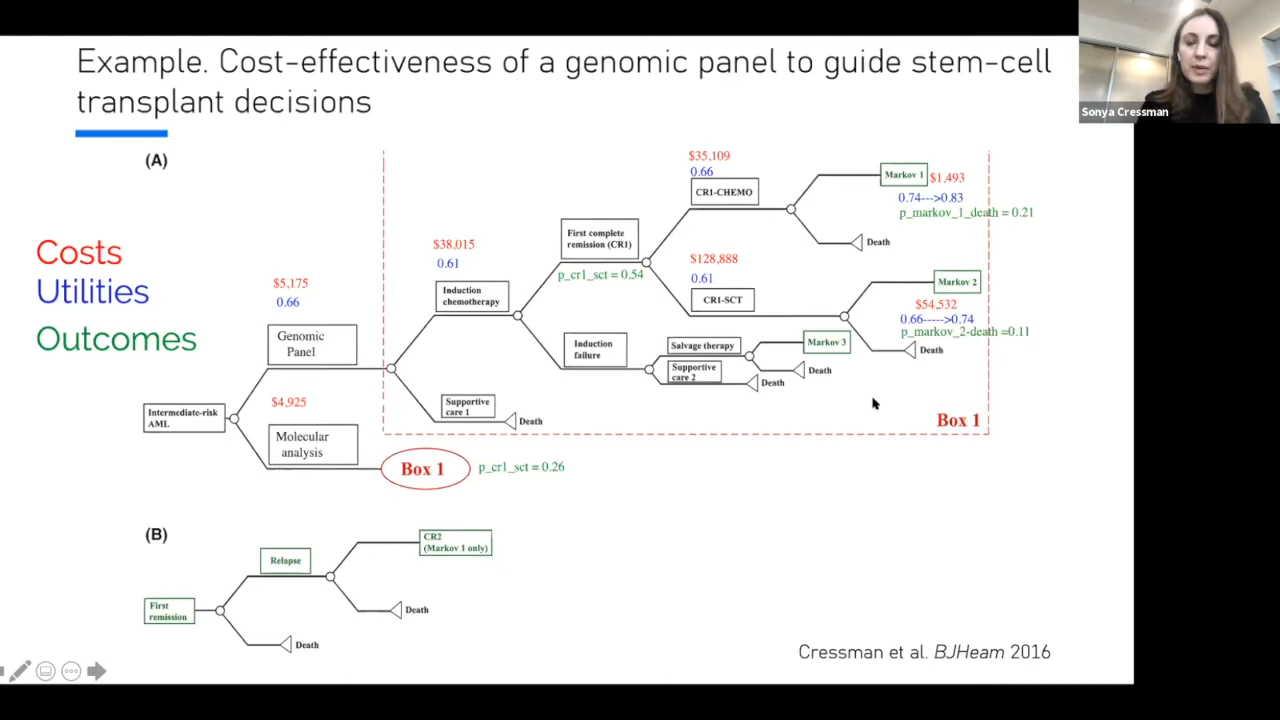 Example. Cost-effectiveness of a genomic panel to guide stem-cell
transplant decisions
Sonya Cressman
(A)
Costs
Utilities
Outcomes
Intermediate-risk
AML
$5,175
0.66
Genomic
Panel
$4,925
Molecular
analysis
Box 1
p_cr1_sct = 0.26
$38,015
0.61
Induction
chemotherapy
Supportive
care 1
Death
First complete
remission (CR1)
p_cr1_sct = 0.54
Induction
failure
$35,109
0.66
CR1-CHEMO
$128,888
0.61
CR1-SCT
Salvage therapy
Supportive
care 2
Death
Markov 3
Death
Markov 1
$1,493
0.74--->0.83
p_markov_1_death = 0.21
Death
Markov 2
$54,532
0.66----->0.74
p_markov_2-death =0.11
Death
Box 1
(B)
First
remission
Relapse
CR2
(Markov 1 only)
Death
Death
Cressman et al. BJHeam 2016